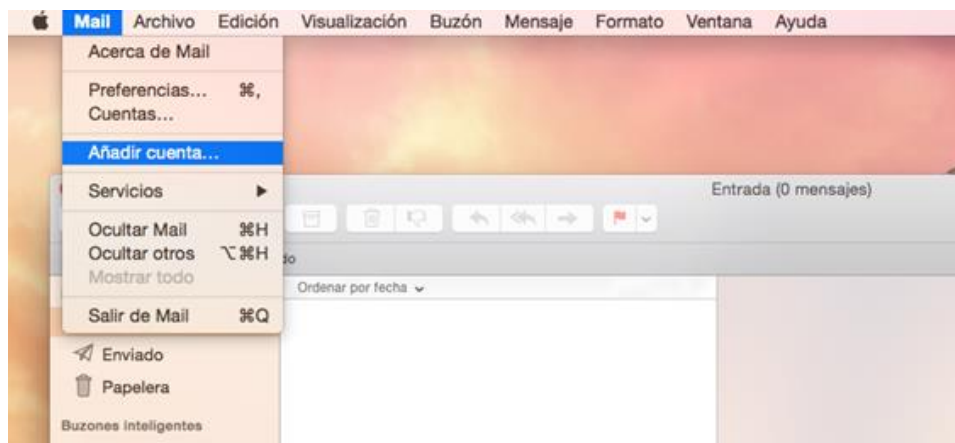 Mail Archivo Edición Visualización Buzón Mensaje Formato Ventana Ayuda
Acerca de Mail
Preferencias... ⌘,
Cuentas...
Añadir cuenta...
Servicios ▶
Ocultar Mail ⌘H
Ocultar otros ⌥⌘H
Mostrar todo
Salir de Mail ⌘Q
Entrada (0 mensajes)
do
Ordenar por fecha
Enviado
Papelera
Buzones inteligentes